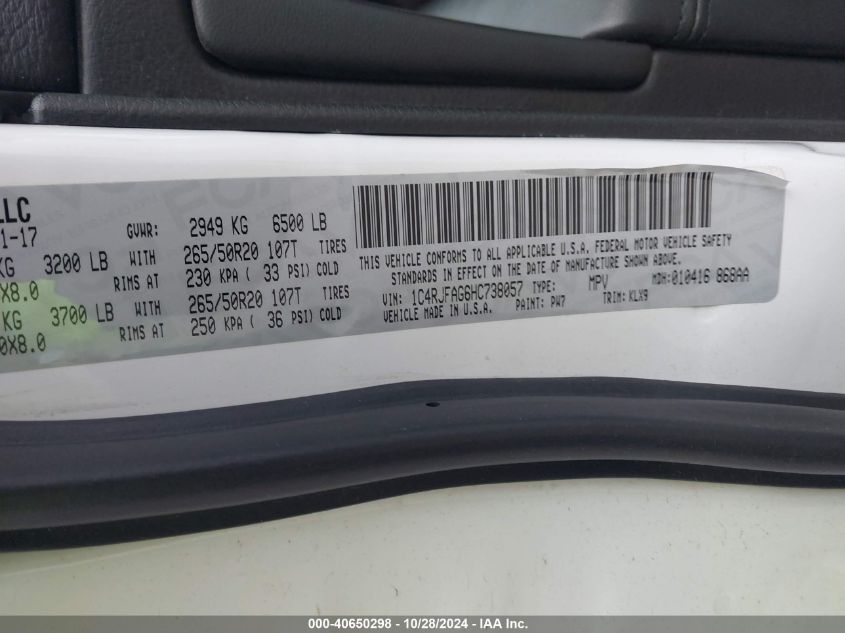 LLC
1-17
GVWR: 2949 KG 6500 LB
KG 3200 LB WITH 265/50R20 107T TIRES
X8.0 RIMS AT 230 KPA ( 33 PSI) COLD
KG 3700 LB WITH 265/50R20 107T TIRES
0X8.0 RIMS AT 250 KPA ( 36 PSI) COLD
THIS VEHICLE CONFORMS TO ALL APPLICABLE U.S.A. FEDERAL MOTOR VEHICLE SAFETY
STANDARDS IN EFFECT ON THE DATE OF MANUFACTURE SHOWN ABOVE.
VIN: 1C4RJFAG6HC738057 TYPE: MPV MDH:010416 868AA
VEHICLE MADE IN U.S.A. PAINT: PW7 TRIM: KLX9
000-40650298 - 10/28/2024 - IAA Inc.